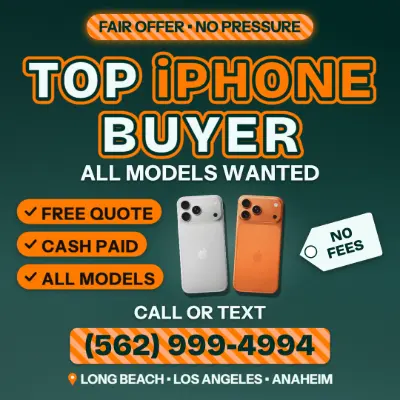 FAIR OFFER • NO PRESSURE
TOP iPHONE
BUYER
ALL MODELS WANTED
✓ FREE QUOTE
✓ CASH PAID
✓ ALL MODELS
NO
FEES
CALL OR TEXT
(562) 999-4994
LONG BEACH • LOS ANGELES • ANAHEIM